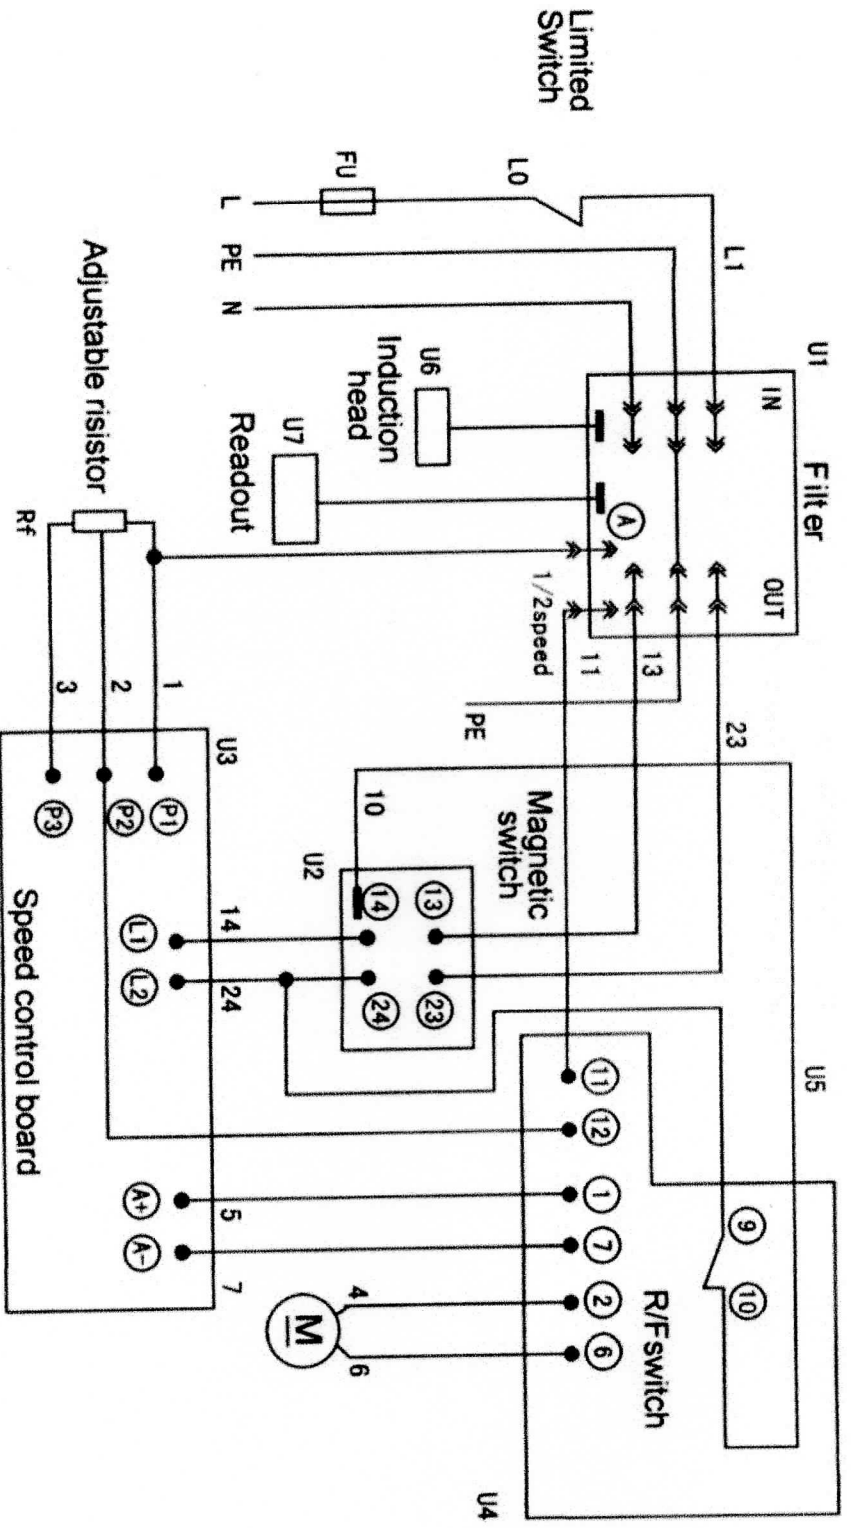 Limited
Switch
L0
L1
FU
L
PE
N
U1
Filter
IN
OUT
A
U6
Induction
head
U7
Readout
1/2speed
11
13
23
PE
Adjustable risistor
Rf
1
2
3
U3
P1
P2
P3
L1
L2
A+
A-
Speed control board
14
24
5
7
10
Magnetic
switch
U2
13
14
23
24
U5
11
12
1
7
2
6
9
10
R/Fswitch
U4
4
6
M